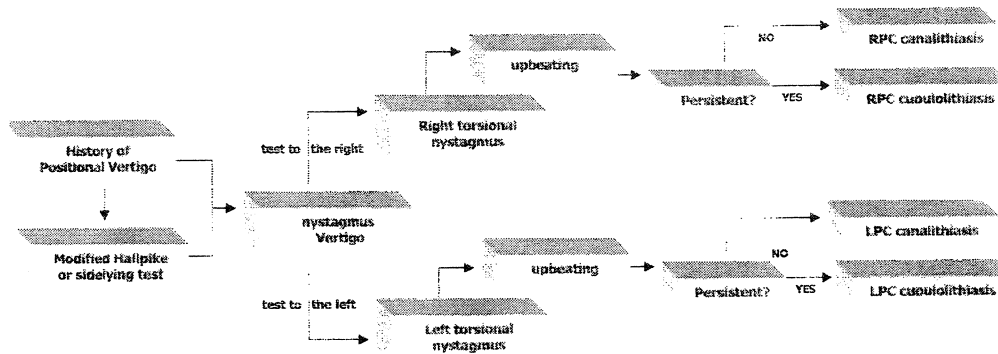 History of
Positional Vertigo
Modified Hallpike
or sidelying test
nystagmus
Vertigo
test to the right
Right torsional
nystagmus
upbeating
Persistent?
NO
RPC canalithiasis
YES
RPC cupulolithiasis
test to the left
Left torsional
nystagmus
upbeating
Persistent?
NO
LPC canalithiasis
YES
LPC cupulolithiasis